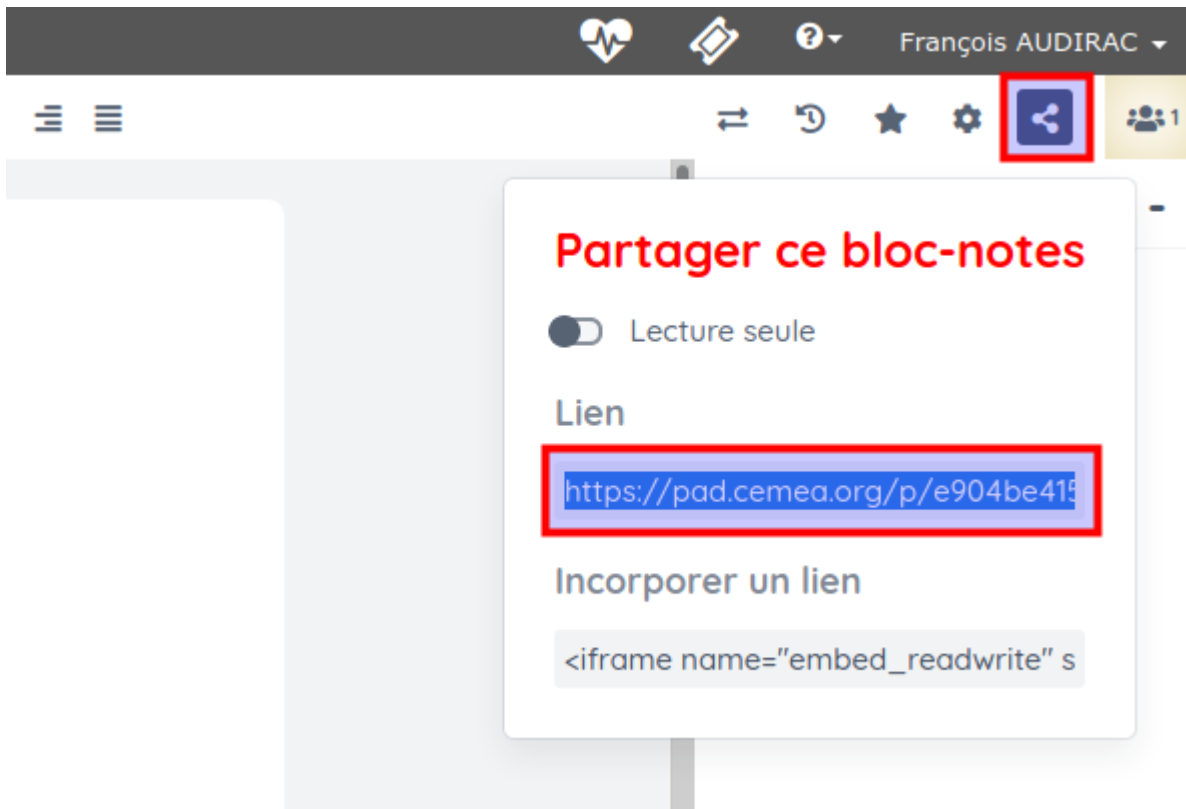 François AUDIRAC
1
Partager ce bloc-notes
Lecture seule
Lien
https://pad.cemea.org/p/e904be415
Incorporer un lien
<iframe name="embed_readwrite" s